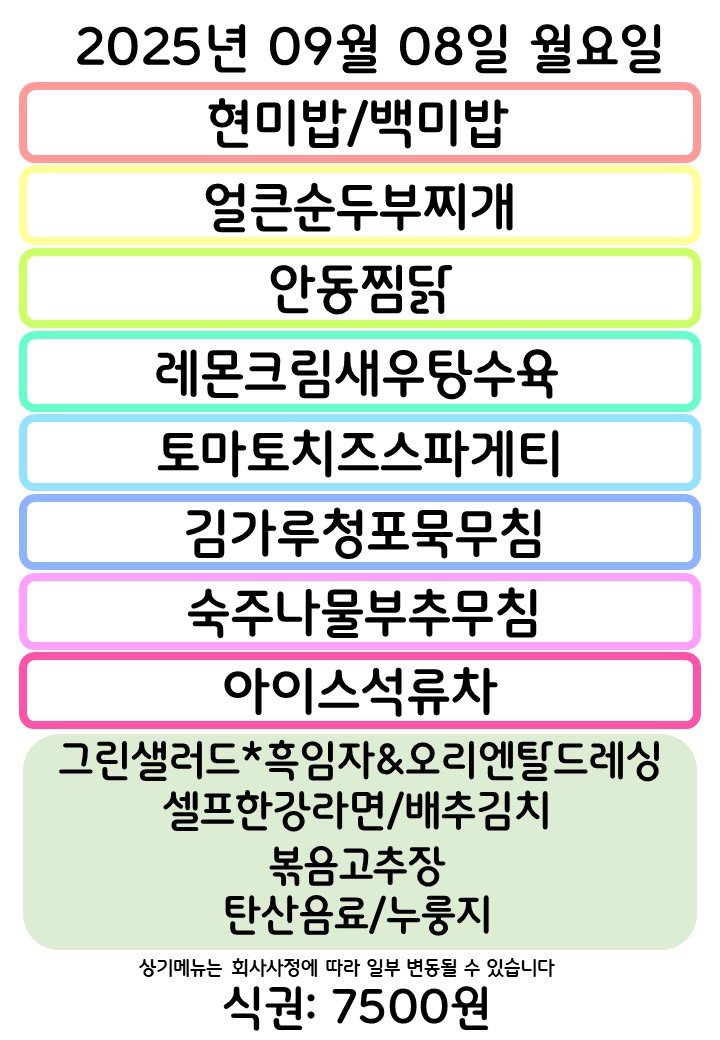 2025년 09월 08일 월요일
현미밥/백미밥
얼큰순두부찌개
안동찜닭
레몬크림새우탕수육
토마토치즈스파게티
김가루청포묵무침
숙주나물부추무침
아이스석류차
그린샐러드*흑임자&오리엔탈드레싱
셀프한강라면/배추김치
볶음고추장
탄산음료/누룽지
상기메뉴는 회사사정에 따라 일부 변동될 수 있습니다
식권: 7500원